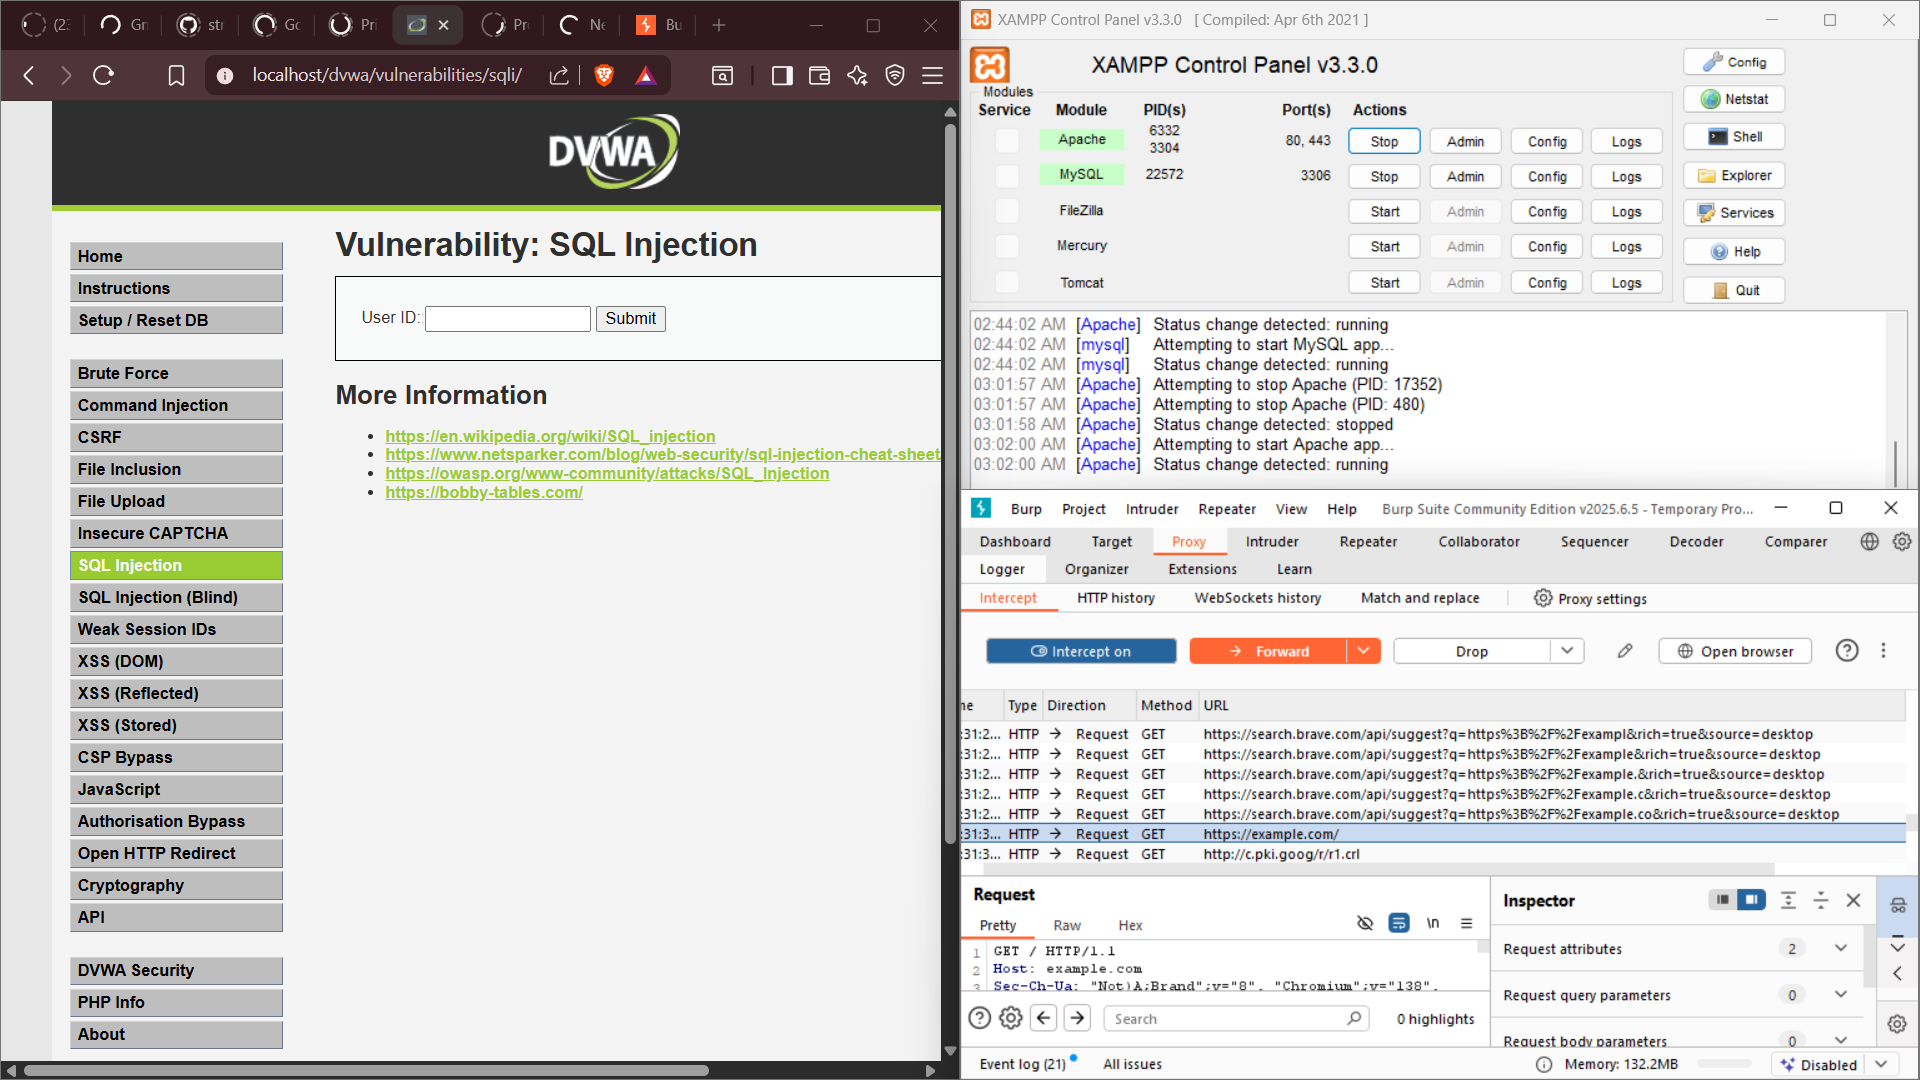 (2:
Gr
str
Gc
Pri
Pr
Ne
Bu
localhost/dvwa/vulnerabilities/sqli/
DVWA
Home
Instructions
Setup / Reset DB
Brute Force
Command Injection
CSRF
File Inclusion
File Upload
Insecure CAPTCHA
SQL Injection
SQL Injection (Blind)
Weak Session IDs
XSS (DOM)
XSS (Reflected)
XSS (Stored)
CSP Bypass
JavaScript
Authorisation Bypass
Open HTTP Redirect
Cryptography
API
DVWA Security
PHP Info
About
Vulnerability: SQL Injection
User ID: Submit
More Information
https://en.wikipedia.org/wiki/SQL_injection
https://www.netsparker.com/blog/web-security/sql-injection-cheat-sheet
https://owasp.org/www-community/attacks/SQL_Injection
https://bobby-tables.com/
XAMPP Control Panel v3.3.0 [ Compiled: Apr 6th 2021 ]
XAMPP Control Panel v3.3.0
Modules
Service Module PID(s) Port(s) Actions
Apache 6332 3304 80, 443 Stop Admin Config Logs
MySQL 22572 3306 Stop Admin Config Logs
FileZilla Start Admin Config Logs
Mercury Start Admin Config Logs
Tomcat Start Admin Config Logs
Config
Netstat
Shell
Explorer
Services
Help
Quit
02:44:02 AM [Apache] Status change detected: running
02:44:02 AM [mysql] Attempting to start MySQL app...
02:44:02 AM [mysql] Status change detected: running
03:01:57 AM [Apache] Attempting to stop Apache (PID: 17352)
03:01:57 AM [Apache] Attempting to stop Apache (PID: 480)
03:01:58 AM [Apache] Status change detected: stopped
03:02:00 AM [Apache] Attempting to start Apache app...
03:02:00 AM [Apache] Status change detected: running
Burp Project Intruder Repeater View Help Burp Suite Community Edition v2025.6.5 - Temporary Pro...
Dashboard Target Proxy Intruder Repeater Collaborator Sequencer Decoder Comparer
Logger Organizer Extensions Learn
Intercept HTTP history WebSockets history Match and replace Proxy settings
Intercept on Forward Drop Open browser
ne Type Direction Method URL
:31:2... HTTP → Request GET https://search.brave.com/api/suggest?q=https%3B%2F%2Fexampl&rich=true&source=desktop
:31:2... HTTP → Request GET https://search.brave.com/api/suggest?q=https%3B%2F%2Fexample&rich=true&source=desktop
:31:2... HTTP → Request GET https://search.brave.com/api/suggest?q=https%3B%2F%2Fexample.&rich=true&source=desktop
:31:2... HTTP → Request GET https://search.brave.com/api/suggest?q=https%3B%2F%2Fexample.c&rich=true&source=desktop
:31:2... HTTP → Request GET https://search.brave.com/api/suggest?q=https%3B%2F%2Fexample.co&rich=true&source=desktop
:31:3... HTTP → Request GET https://example.com/
:31:3... HTTP → Request GET http://c.pki.goog/r/r1.crl
Request
Pretty Raw Hex \n
1 GET / HTTP/1.1
2 Host: example.com
3 Sec-Ch-Ua: "Not)A;Brand";v="8", "Chromium";v="138",
Search 0 highlights
Inspector
Request attributes 2
Request query parameters 0
Request body parameters 0
Event log (21) All issues Memory: 132.2MB Disabled